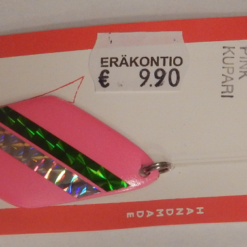 ERÄKONTIO
€ 9.90
PINK
KUPARI
HANDMADE